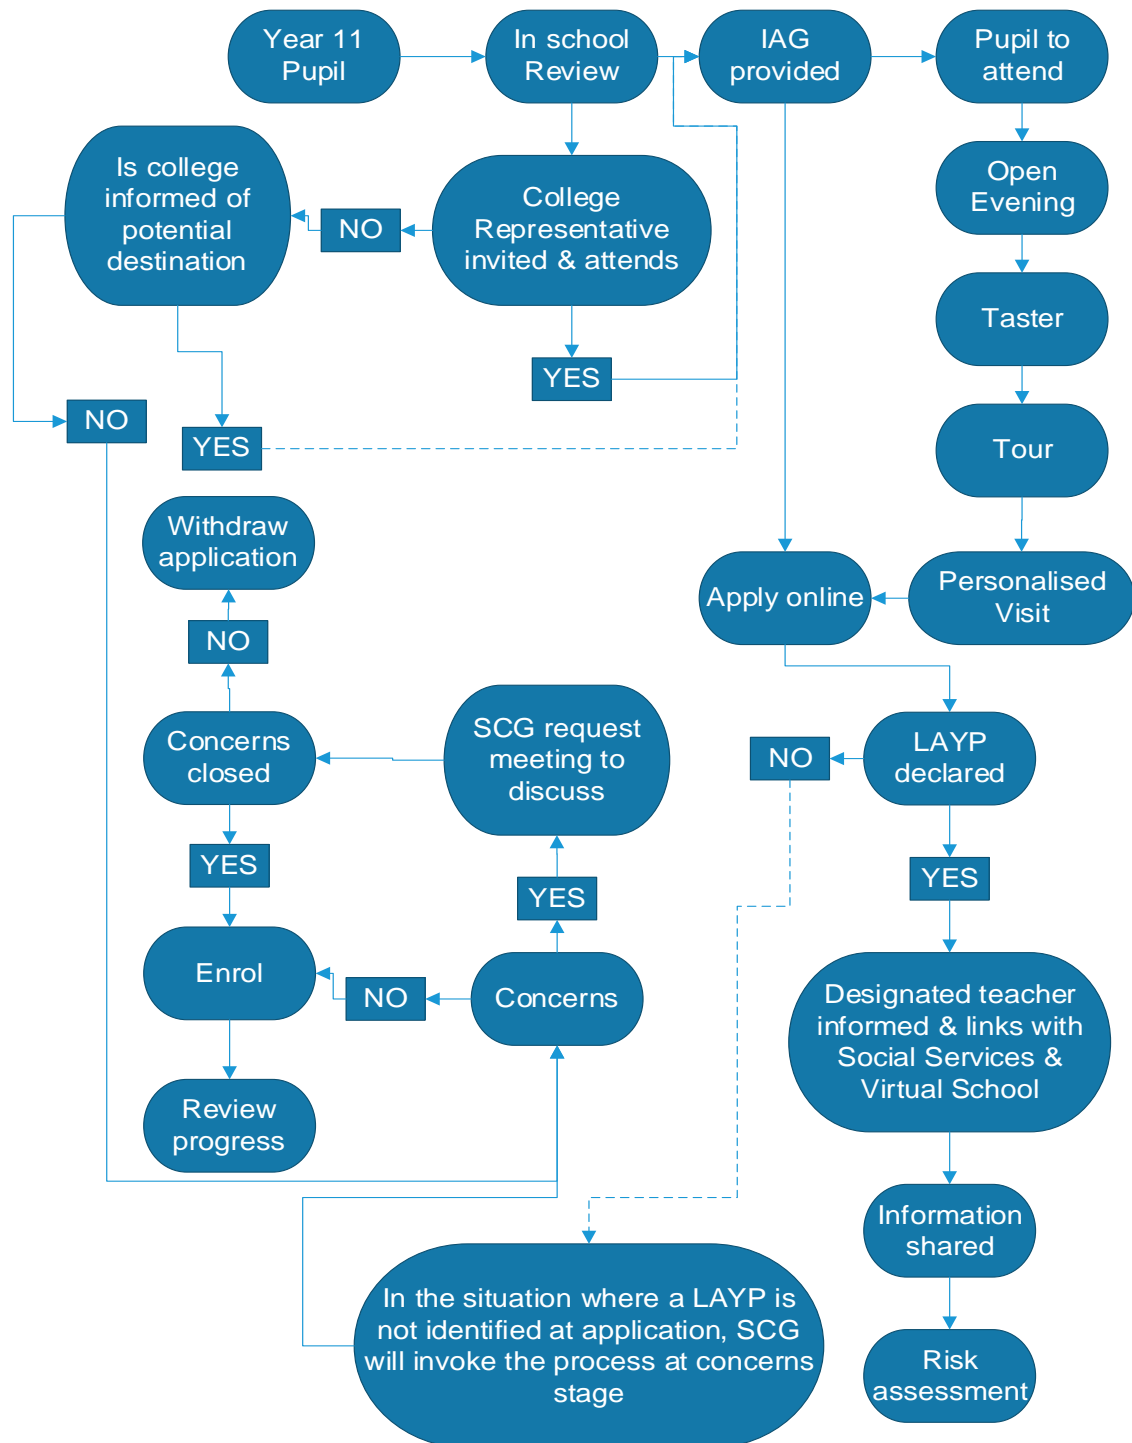 Year 11
Pupil
In school
Review
IAG
provided
Pupil to
attend
Is college
informed of
potential
destination
NO
College
Representative
invited & attends
Open
Evening
Taster
YES
NO
YES
Tour
Withdraw
application
NO
Apply online
Personalised
Visit
Concerns
closed
SCG request
meeting to
discuss
NO
LAYP
declared
YES
YES
YES
Enrol
NO
Concerns
Designated teacher
informed & links with
Social Services &
Virtual School
Review
progress
Information
shared
In the situation where a LAYP is
not identified at application, SCG
will invoke the process at concerns
stage
Risk
assessment